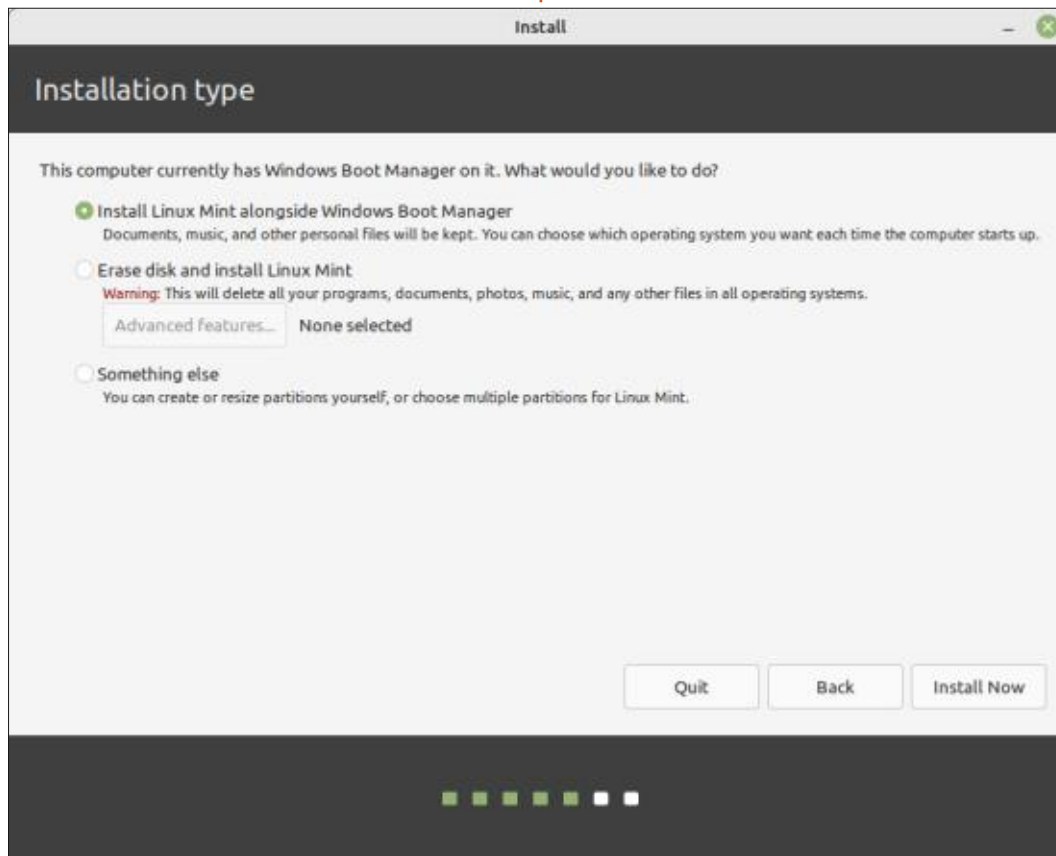 Install
Installation type
This computer currently has Windows Boot Manager on it. What would you like to do?
Install Linux Mint alongside Windows Boot Manager
Documents, music, and other personal files will be kept. You can choose which operating system you want each time the computer starts up.
Erase disk and install Linux Mint
Warning: This will delete all your programs, documents, photos, music, and any other files in all operating systems.
Advanced features... None selected
Something else
You can create or resize partitions yourself, or choose multiple partitions for Linux Mint.
Quit Back Install Now